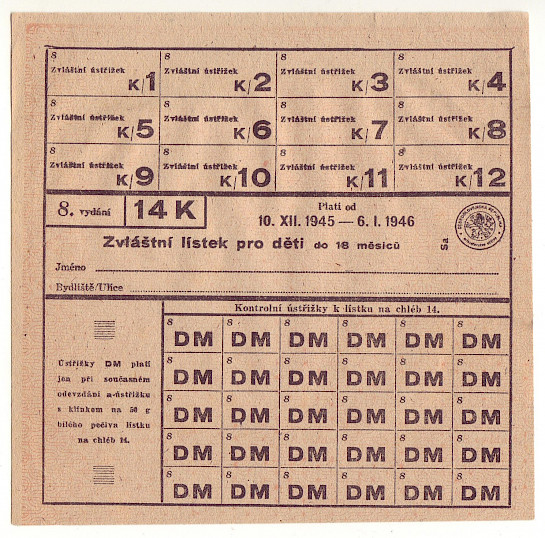 8 8 8 8
Zvláštní ústřižek Zvláštní ústřižek Zvláštní ústřižek Zvláštní ústřižek
K/1 K/2 K/3 K/4
8 8 8 8
Zvláštní ústřižek Zvláštní ústřižek Zvláštní ústřižek Zvláštní ústřižek
K/5 K/6 K/7 K/8
8 8 8 8
Zvláštní ústřižek Zvláštní ústřižek Zvláštní ústřižek Zvláštní ústřižek
K/9 K/10 K/11 K/12
8. vydání 14 K
Platí od
10. XII. 1945 — 6. I. 1946
Zvláštní lístek pro děti do 18 měsíců
Sa
Jméno
Bydliště/Ulice
Kontrolní ústřižky k lístku na chléb 14.
Ústřižky DM platí
jen při současném
odevzdání a-ústřižku
s klínkem na 50 g
bílého pečiva lístku
na chléb 14.
8 8 8 8 8 8
DM DM DM DM DM DM
8 8 8 8 8 8
DM DM DM DM DM DM
8 8 8 8 8 8
DM DM DM DM DM DM
8 8 8 8 8 8
DM DM DM DM DM DM
8 8 8 8 8 8
DM DM DM DM DM DM